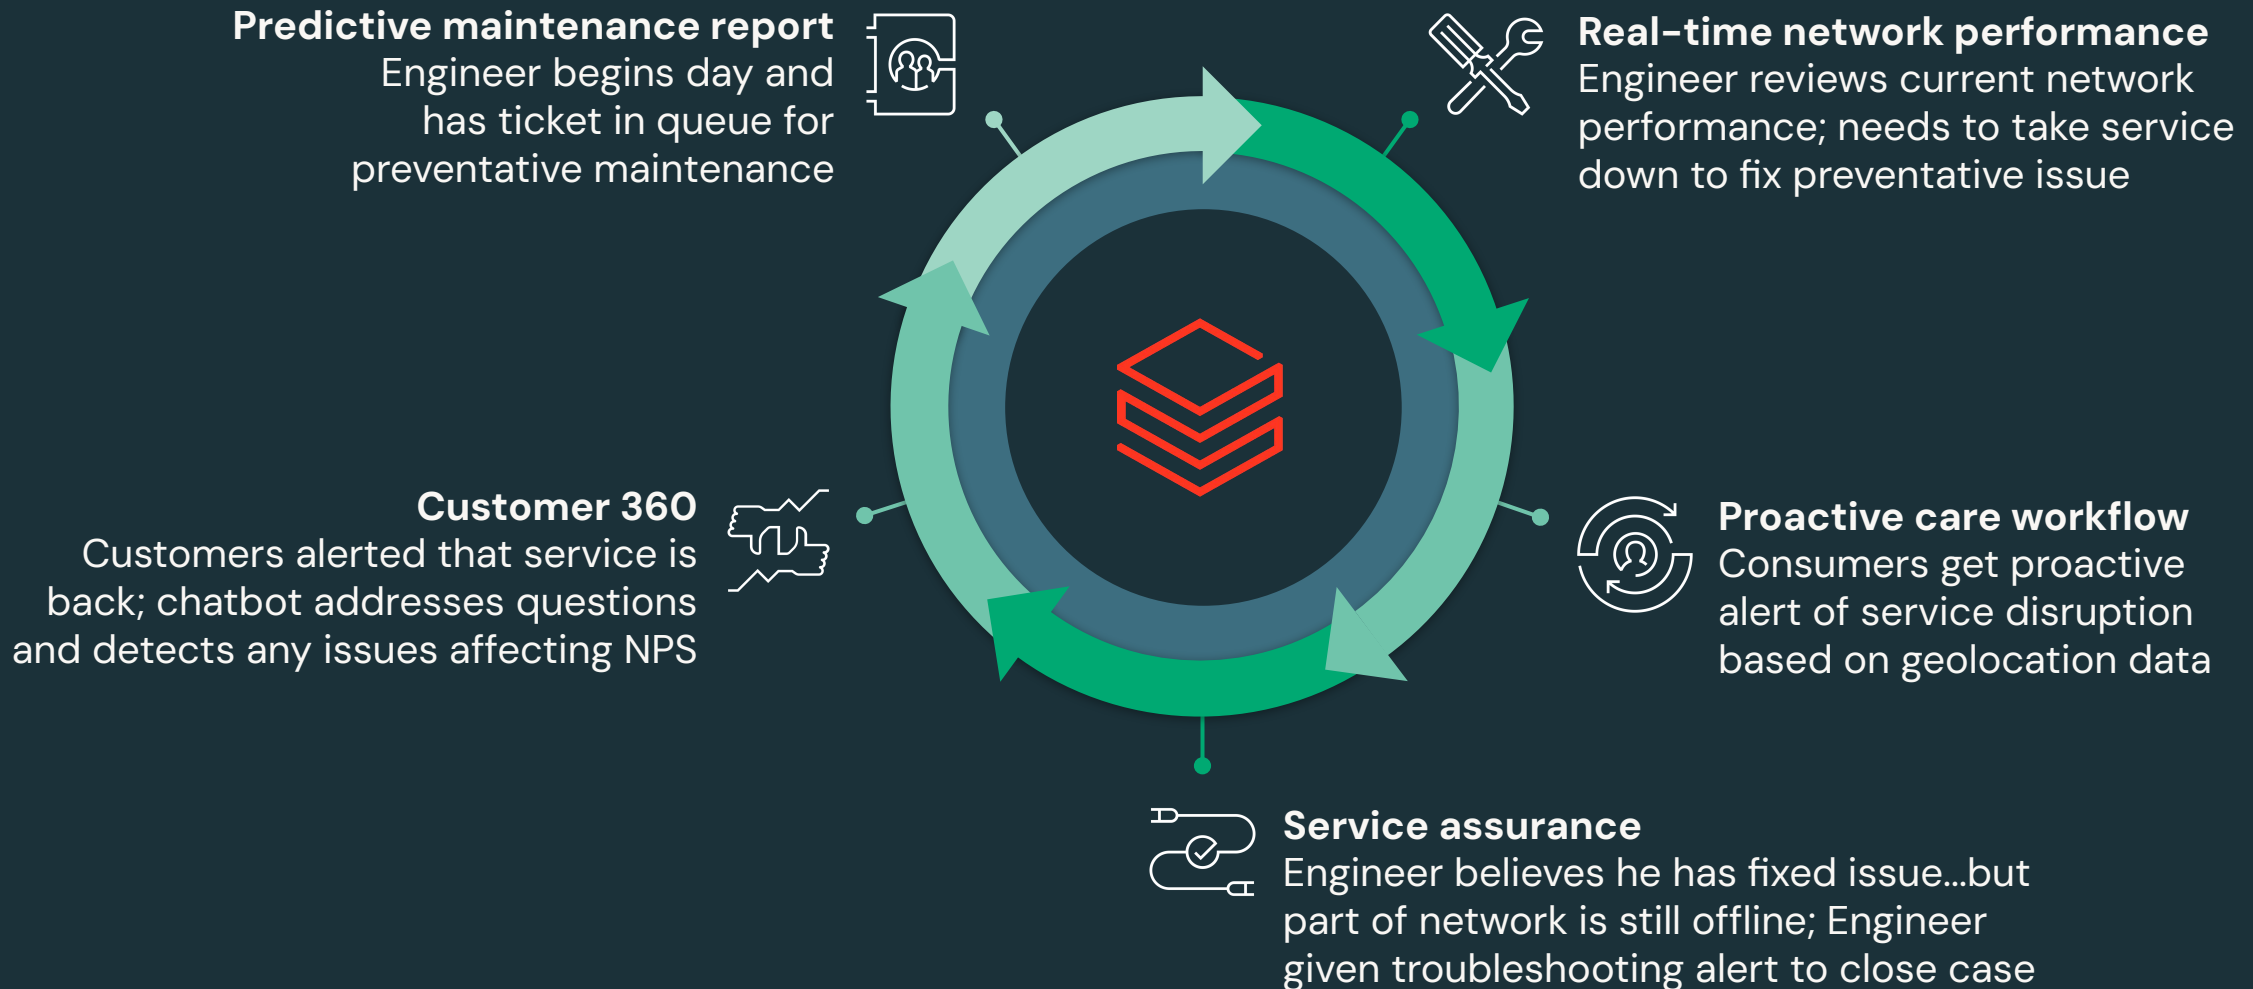 Predictive maintenance report
Engineer begins day and
has ticket in queue for
preventative maintenance
Real-time network performance
Engineer reviews current network
performance; needs to take service
down to fix preventative issue
Proactive care workflow
Consumers get proactive
alert of service disruption
based on geolocation data
Service assurance
Engineer believes he has fixed issue...but
part of network is still offline; Engineer
given troubleshooting alert to close case
Customer 360
Customers alerted that service is
back; chatbot addresses questions
and detects any issues affecting NPS